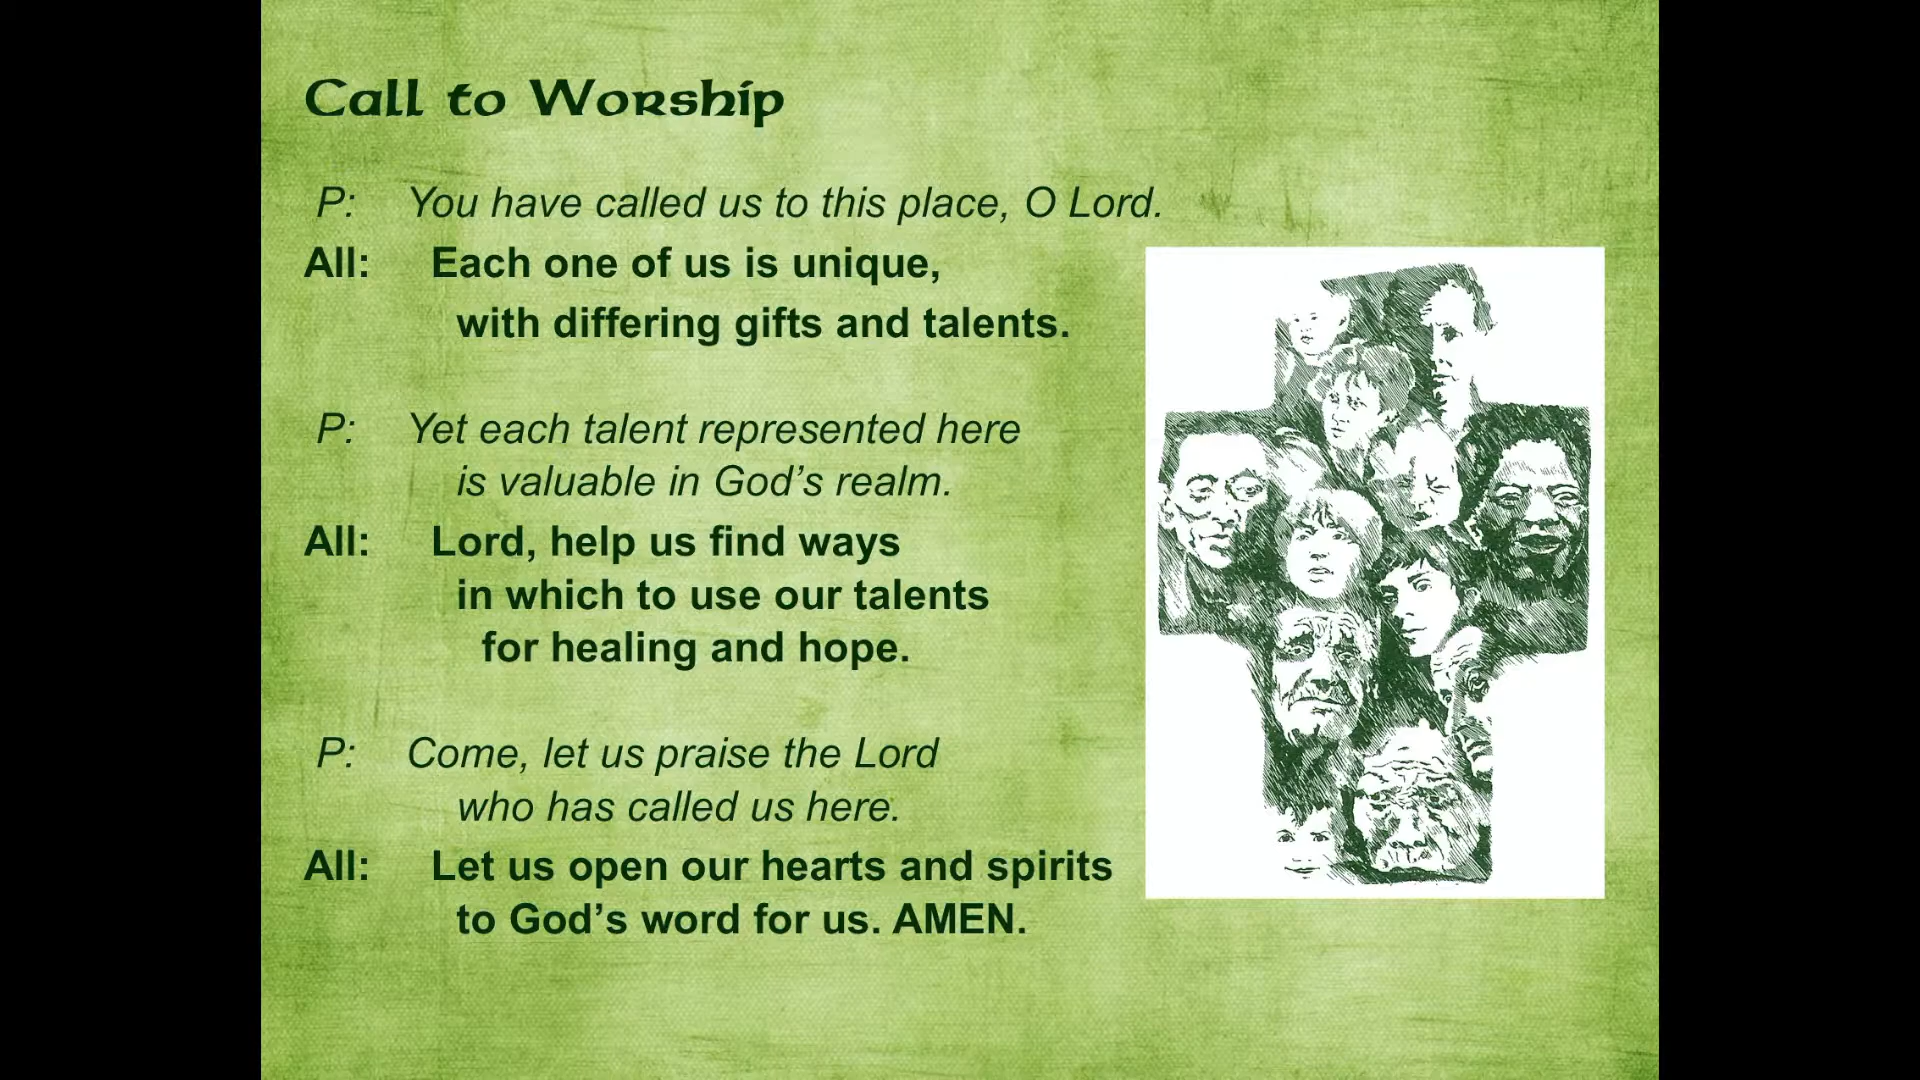 Call to Worship
P: You have called us to this place, O Lord.
All: Each one of us is unique,
with differing gifts and talents.
P: Yet each talent represented here
is valuable in God’s realm.
All: Lord, help us find ways
in which to use our talents
for healing and hope.
P: Come, let us praise the Lord
who has called us here.
All: Let us open our hearts and spirits
to God’s word for us. AMEN.